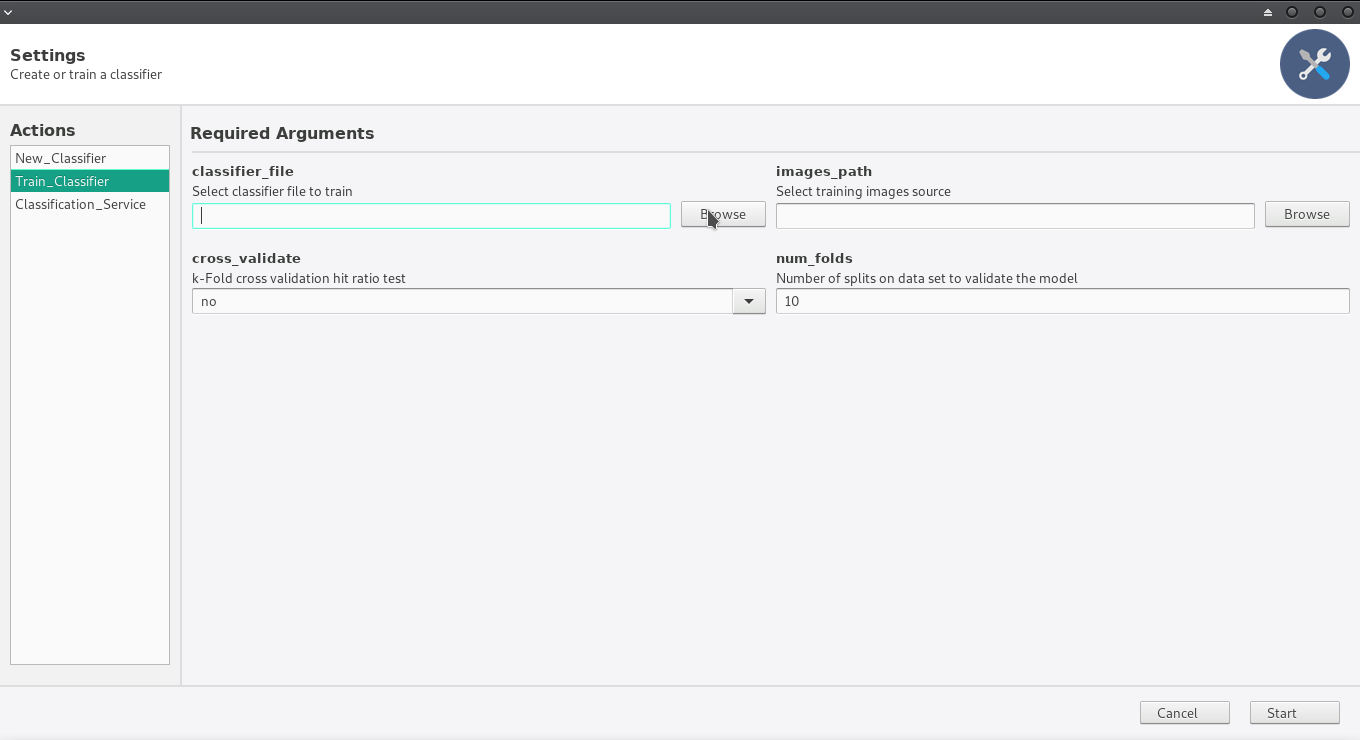 Settings
Create or train a classifier
Actions
New_Classifier
Train_Classifier
Classification_Service
Required Arguments
classifier_file
Select classifier file to train
Browse
images_path
Select training images source
Browse
cross_validate
k-Fold cross validation hit ratio test
no
num_folds
Number of splits on data set to validate the model
10
Cancel
Start